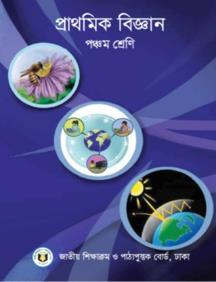 প্রাথমিক বিজ্ঞান
পঞ্চম শ্রেণি
জাতীয় শিক্ষাক্রম ও পাঠ্যপুস্তক বোর্ড, ঢাকা